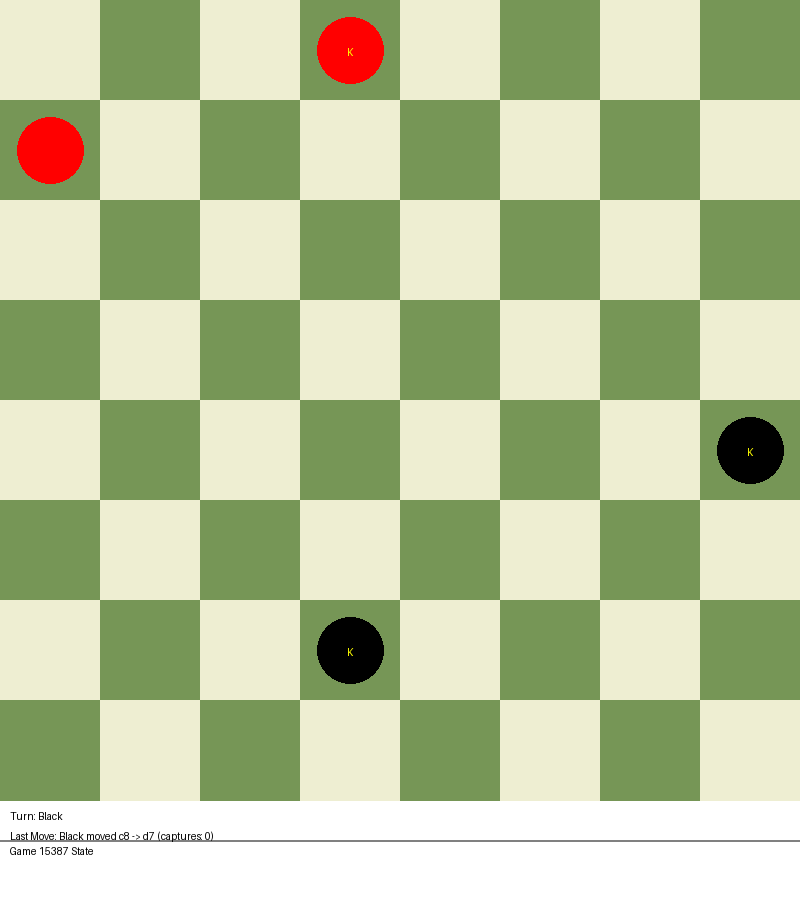 K
K
K
Turn: Black
Last Move: Black moved c8 -> d7 (captures: 0)
Game 15387 State